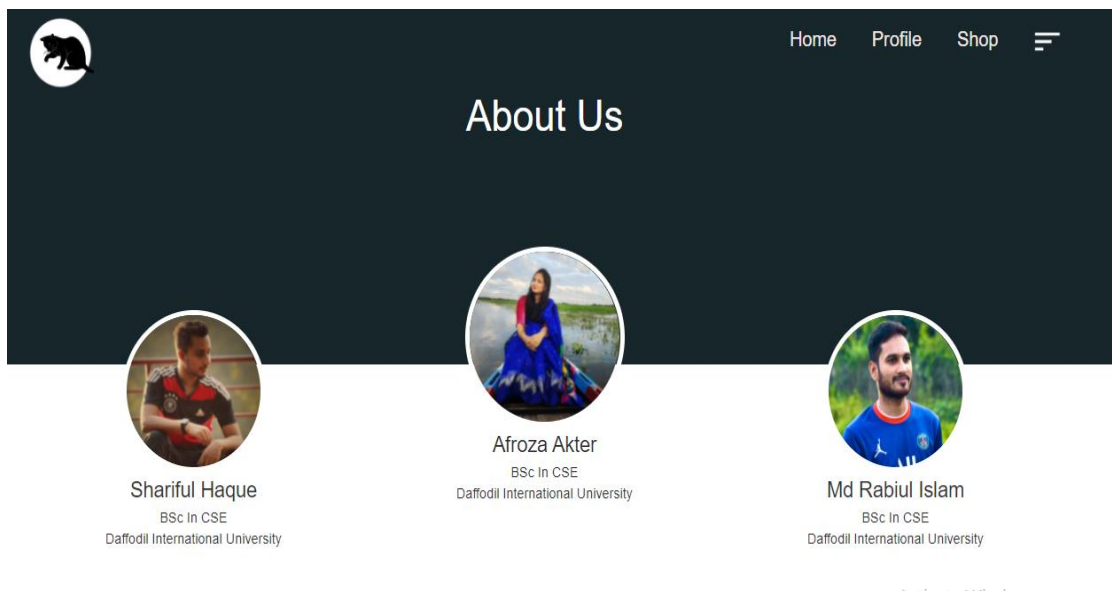 Home Profile Shop
About Us
Shariful Haque
BSc In CSE
Daffodil International University
Afroza Akter
BSc In CSE
Daffodil International University
Md Rabiul Islam
BSc In CSE
Daffodil International University